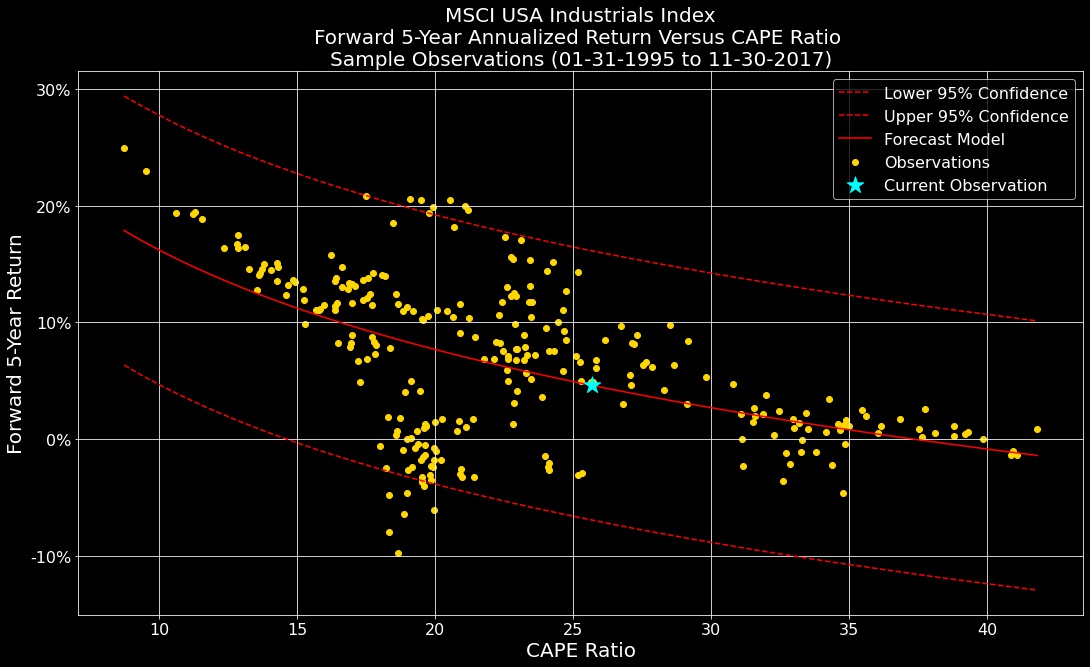 MSCI USA Industrials Index
Forward 5-Year Annualized Return Versus CAPE Ratio
Sample Observations (01-31-1995 to 11-30-2017)
Lower 95% Confidence
Upper 95% Confidence
Forecast Model
Observations
Current Observation
Forward 5-Year Return
30%
20%
10%
0%
-10%
10 15 20 25 30 35 40
CAPE Ratio